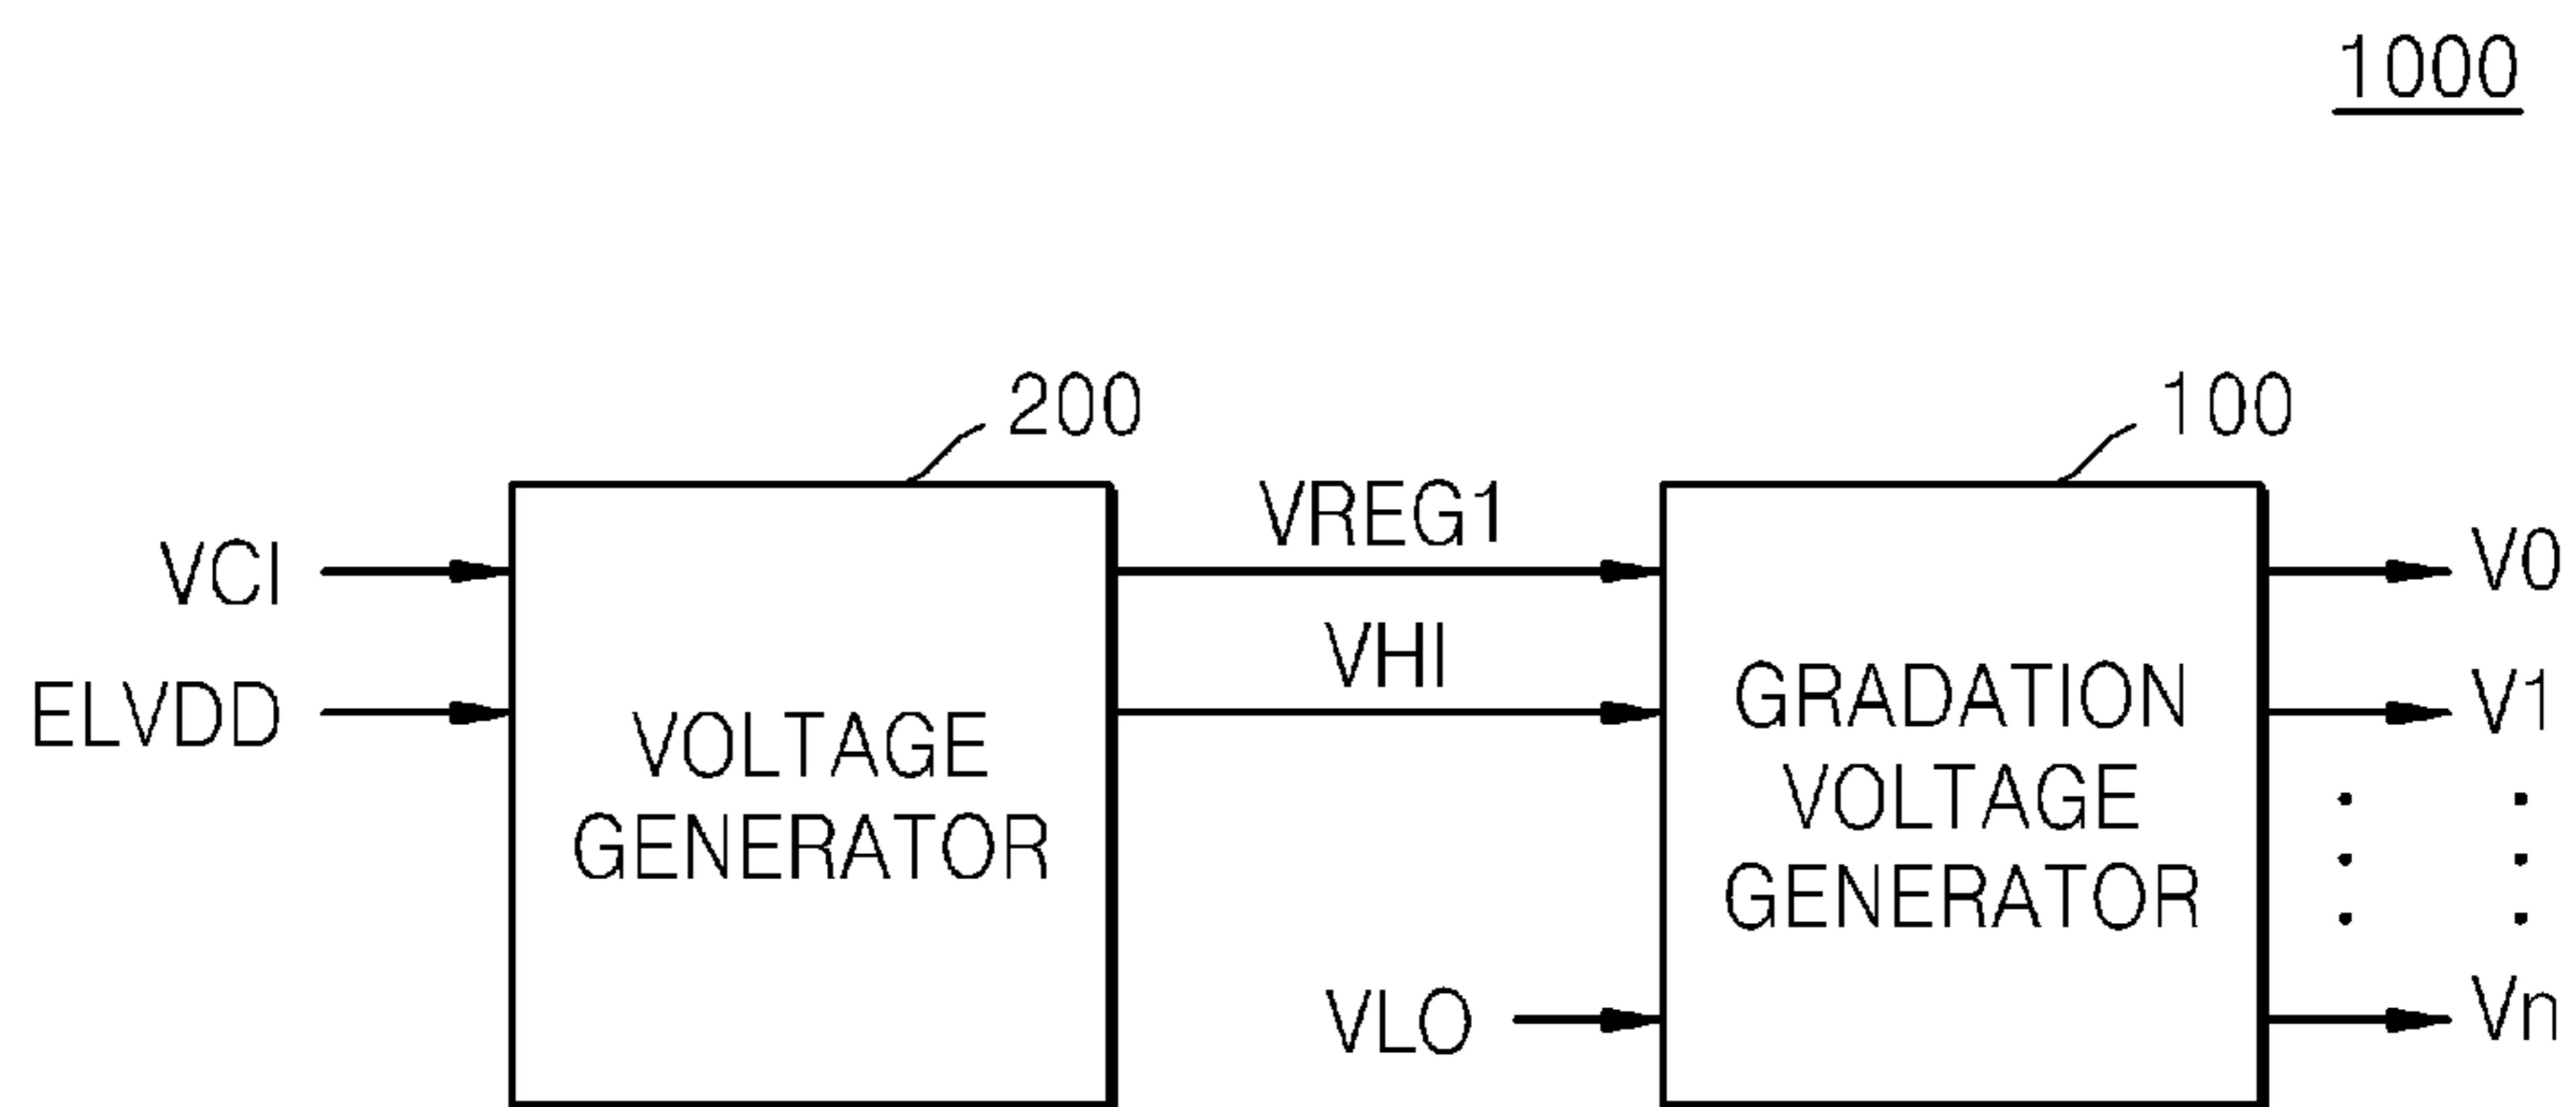 1000
200
100
VREG1
VCI
V0
VHI
ELVDD
VOLTAGE
GENERATOR
GRADATION
VOLTAGE
GENERATOR
V1
VLO
Vn